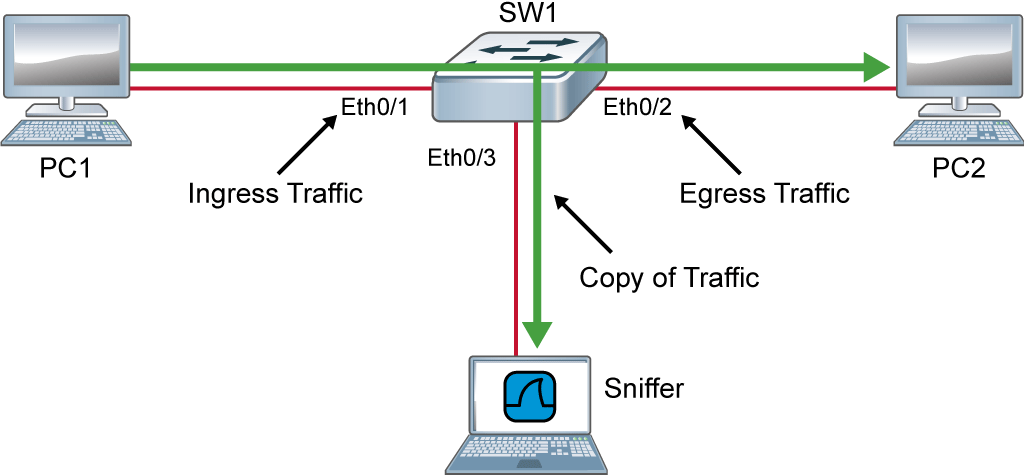 SW1
Eth0/1
Eth0/2
Eth0/3
PC1
PC2
Ingress Traffic
Egress Traffic
Copy of Traffic
Sniffer